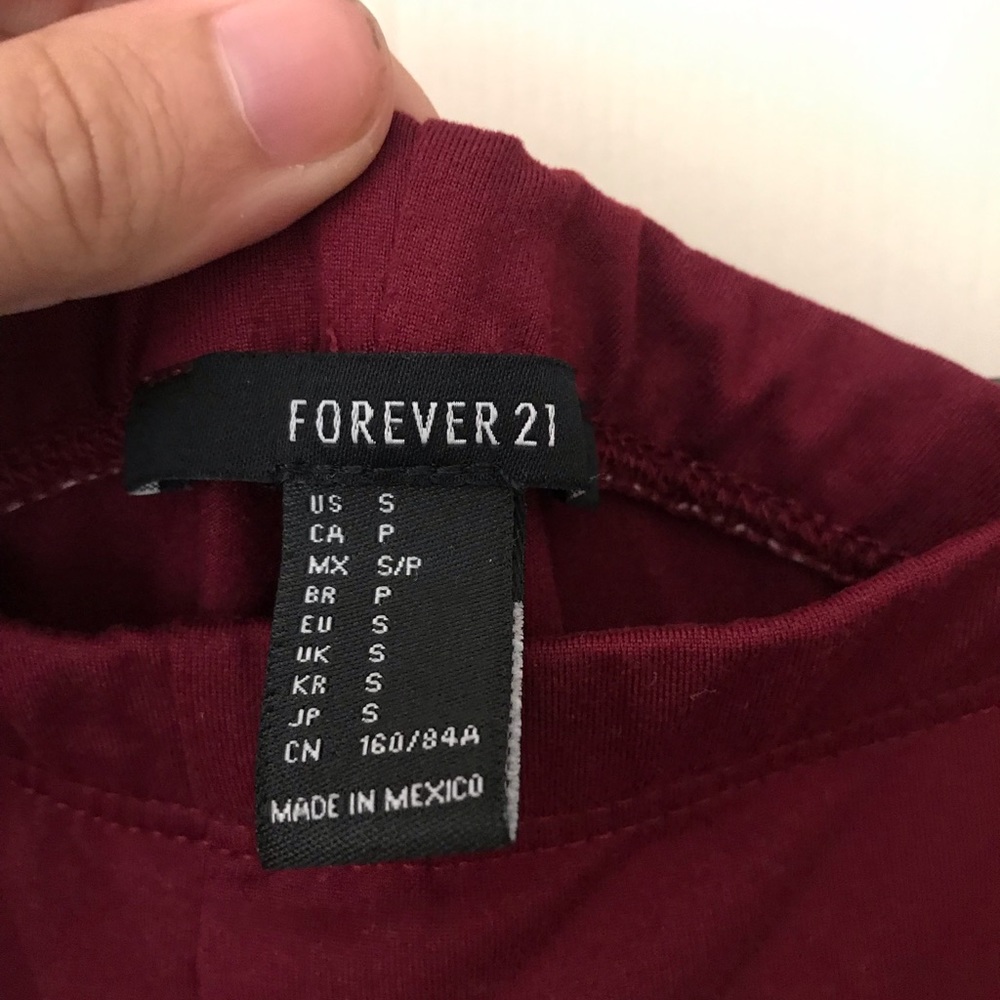 FOREVER 21
US S
CA P
MX S/P
BR P
EU S
UK S
KR S
JP S
CN 160/84A
MADE IN MEXICO